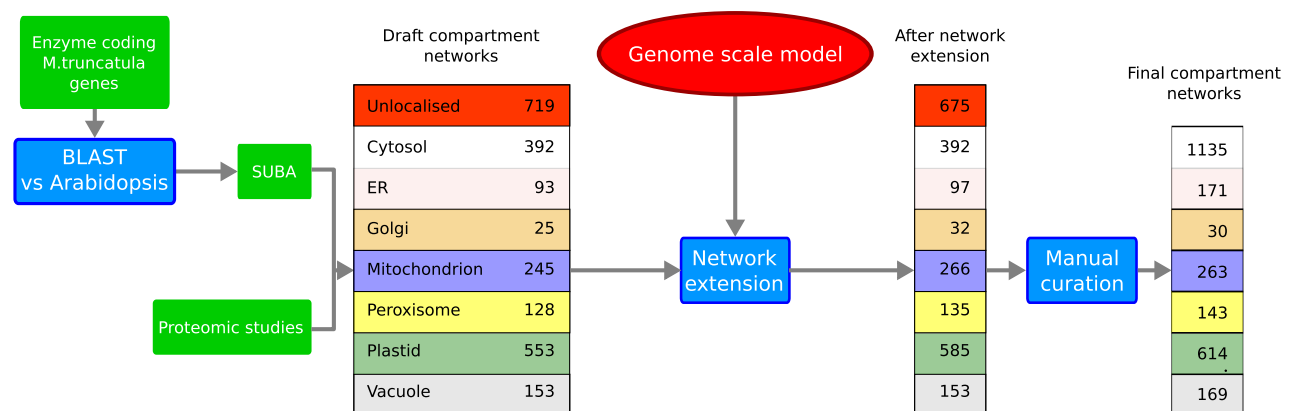 Enzyme coding
M.truncatula
genes
BLAST
vs Arabidopsis
SUBA
Proteomic studies
Draft compartment
networks
Unlocalised 719
Cytosol 392
ER 93
Golgi 25
Mitochondrion 245
Peroxisome 128
Plastid 553
Vacuole 153
Genome scale model
Network
extension
After network
extension
675
392
97
32
266
135
585
153
Manual
curation
Final compartment
networks
1135
171
30
263
143
614
.
169